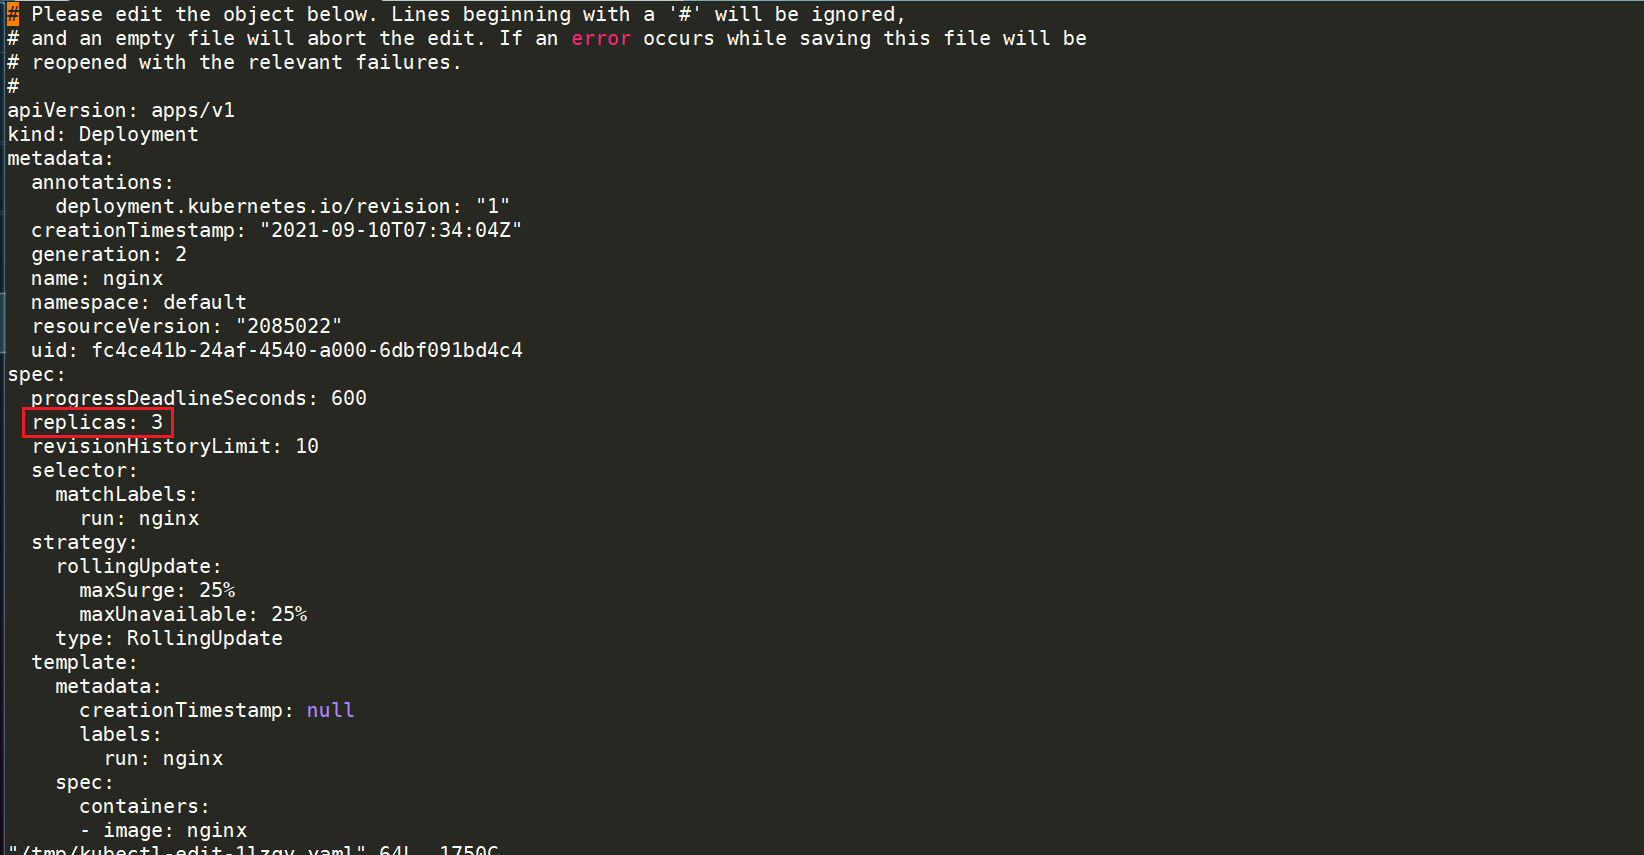 # Please edit the object below. Lines beginning with a '#' will be ignored,
# and an empty file will abort the edit. If an error occurs while saving this file will be
# reopened with the relevant failures.
#
apiVersion: apps/v1
kind: Deployment
metadata:
  annotations:
    deployment.kubernetes.io/revision: "1"
  creationTimestamp: "2021-09-10T07:34:04Z"
  generation: 2
  name: nginx
  namespace: default
  resourceVersion: "2085022"
  uid: fc4ce41b-24af-4540-a000-6dbf091bd4c4
spec:
  progressDeadlineSeconds: 600
  replicas: 3
  revisionHistoryLimit: 10
  selector:
    matchLabels:
      run: nginx
  strategy:
    rollingUpdate:
      maxSurge: 25%
      maxUnavailable: 25%
    type: RollingUpdate
  template:
    metadata:
      creationTimestamp: null
      labels:
        run: nginx
    spec:
      containers:
      - image: nginx
64L, 1750C